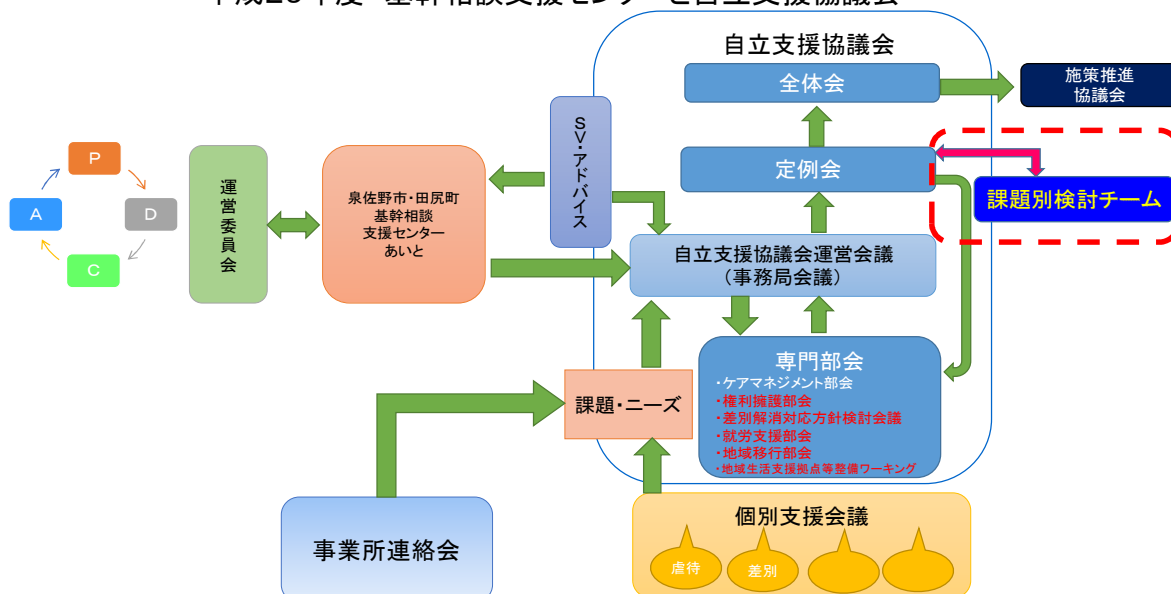 自立支援協議会
全体会
施策推進
協議会
定例会
課題別検討チーム
SV・アドバイス
P
D
C
A
運営委員会
泉佐野市・田尻町
基幹相談
支援センター
あいと
自立支援協議会運営会議
(事務局会議)
専門部会
・ケアマネジメント部会
・権利擁護部会
・差別解消対応方針検討会議
・就労支援部会
・地域移行部会
・地域生活支援拠点等整備ワーキング
課題・ニーズ
事業所連絡会
個別支援会議
虐待
差別